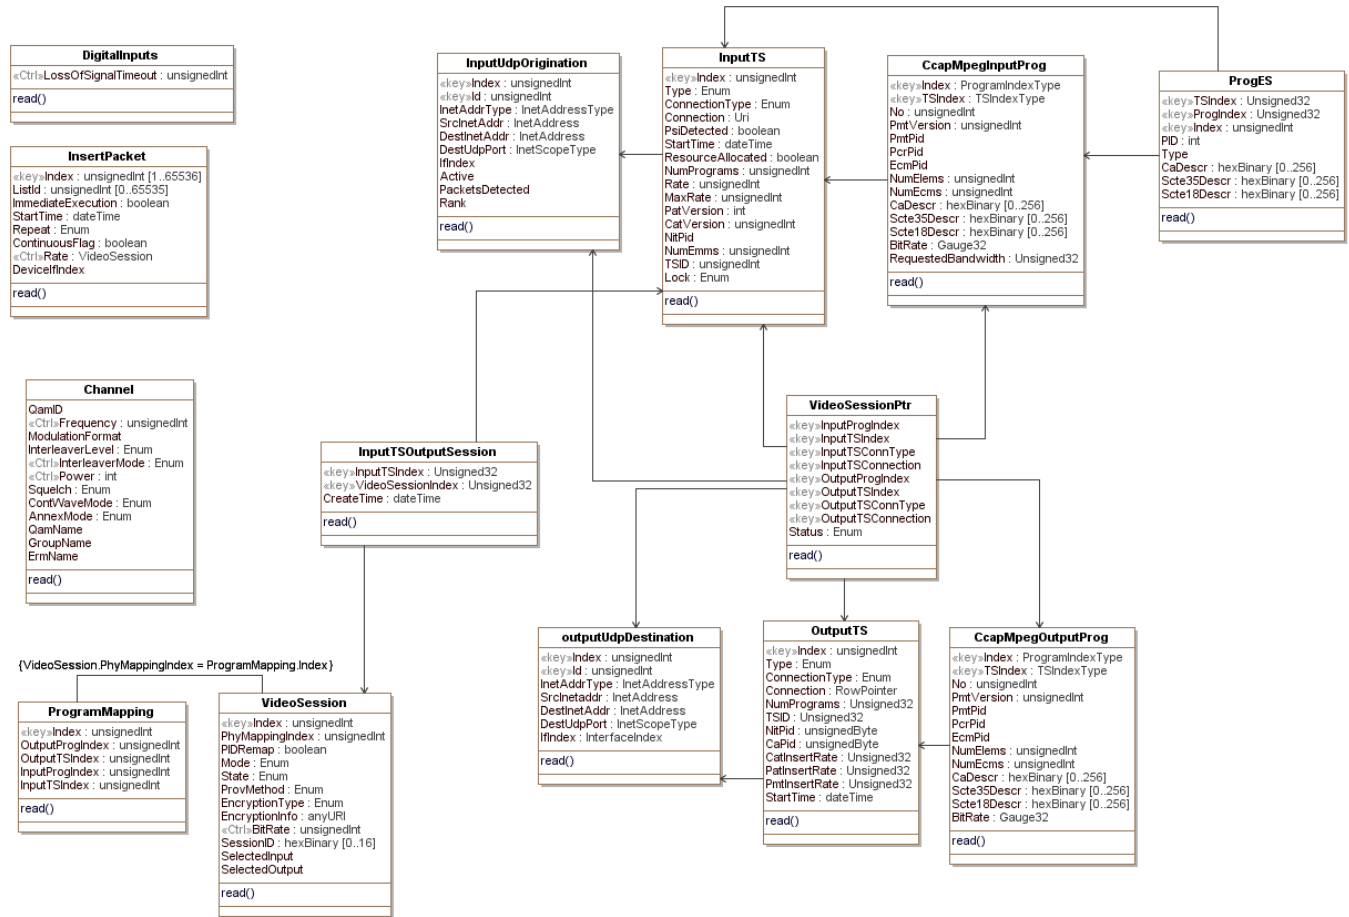 DigitalInputs
«Ctrl»LossOfSignalTimeout : unsignedInt
read()
InsertPacket
«key»Index : unsignedInt [1..65536]
ListId : unsignedInt [0..65535]
ImmediateExecution : boolean
StartTime : dateTime
Repeat : Enum
ContinuousFlag : boolean
«Ctrl»Rate : VideoSession
DeviceIfIndex
read()
InputUdpOrigination
«key»Index : unsignedInt
«key»Id : unsignedInt
InetAddrType : InetAddressType
SrcInetAddr : InetAddress
DestInetAddr : InetAddress
DestUdpPort : InetScopeType
IfIndex
Active
PacketsDetected
Rank
read()
InputTS
«key»Index : unsignedInt
Type : Enum
ConnectionType : Enum
Connection : Uri
PsiDetected : boolean
StartTime : dateTime
ResourceAllocated : boolean
NumPrograms : unsignedInt
Rate : unsignedInt
MaxRate : unsignedInt
PatVersion : int
CatVersion : unsignedInt
NitPid
NumEmms : unsignedInt
TSID : unsignedInt
Lock : Enum
read()
CcapMpegInputProg
«key»Index : ProgramIndexType
«key»TSIndex : TSIndexType
No : unsignedInt
PmtVersion : unsignedInt
PmtPid
PcrPid
EcmPid
NumElems : unsignedInt
NumEcms : unsignedInt
CaDescr : hexBinary [0..256]
Scte35Descr : hexBinary [0..256]
Scte18Descr : hexBinary [0..256]
BitRate : Gauge32
RequestedBandwidth : Unsigned32
read()
ProgES
«key»TSIndex : Unsigned32
«key»ProgIndex : Unsigned32
«key»Index : unsignedInt
PID : int
Type
CaDescr : hexBinary [0..256]
Scte35Descr : hexBinary [0..256]
Scte18Descr : hexBinary [0..256]
read()
Channel
QamID
«Ctrl»Frequency : unsignedInt
ModulationFormat
InterleaverLevel : Enum
«Ctrl»InterleaverMode : Enum
«Ctrl»Power : int
Squelch : Enum
ContWaveMode : Enum
AnnexMode : Enum
QamName
GroupName
ErmName
read()
InputTSOutputSession
«key»InputTSIndex : Unsigned32
«key»VideoSessionIndex : Unsigned32
CreateTime : dateTime
read()
VideoSessionPtr
«key»InputProgIndex
«key»InputTSIndex
«key»InputTSConnType
«key»InputTSConnection
«key»OutputProgIndex
«key»OutputTSIndex
«key»OutputTSConnType
«key»OutputTSConnection
Status : Enum
read()
{VideoSession.PhyMappingIndex = ProgramMapping.Index}
ProgramMapping
«key»Index : unsignedInt
OutputProgIndex : unsignedInt
OutputTSIndex : unsignedInt
InputProgIndex : unsignedInt
InputTSIndex : unsignedInt
read()
VideoSession
«key»Index : unsignedInt
PhyMappingIndex : unsignedInt
PIDRemap : boolean
Mode : Enum
State : Enum
ProvMethod : Enum
EncryptionType : Enum
EncryptionInfo : anyURI
«Ctrl»BitRate : unsignedInt
SessionID : hexBinary [0..16]
SelectedInput
SelectedOutput
read()
outputUdpDestination
«key»Index : unsignedInt
«key»Id : unsignedInt
InetAddrType : InetAddressType
SrcInetaddr : InetAddress
DestInetAddr : InetAddress
DestUdpPort : InetScopeType
IfIndex : InterfaceIndex
read()
OutputTS
«key»Index : unsignedInt
Type : Enum
ConnectionType : Enum
Connection : RowPointer
NumPrograms : Unsigned32
TSID : Unsigned32
NitPid : unsignedByte
CaPid : unsignedByte
CatInsertRate : Unsigned32
PatInsertRate : Unsigned32
PmtInsertRate : Unsigned32
StartTime : dateTime
read()
CcapMpegOutputProg
«key»Index : ProgramIndexType
«key»TSIndex : TSIndexType
No : unsignedInt
PmtVersion : unsignedInt
PmtPid
PcrPid
EcmPid
NumElems : unsignedInt
NumEcms : unsignedInt
CaDescr : hexBinary [0..256]
Scte35Descr : hexBinary [0..256]
Scte18Descr : hexBinary [0..256]
BitRate : Gauge32
read()